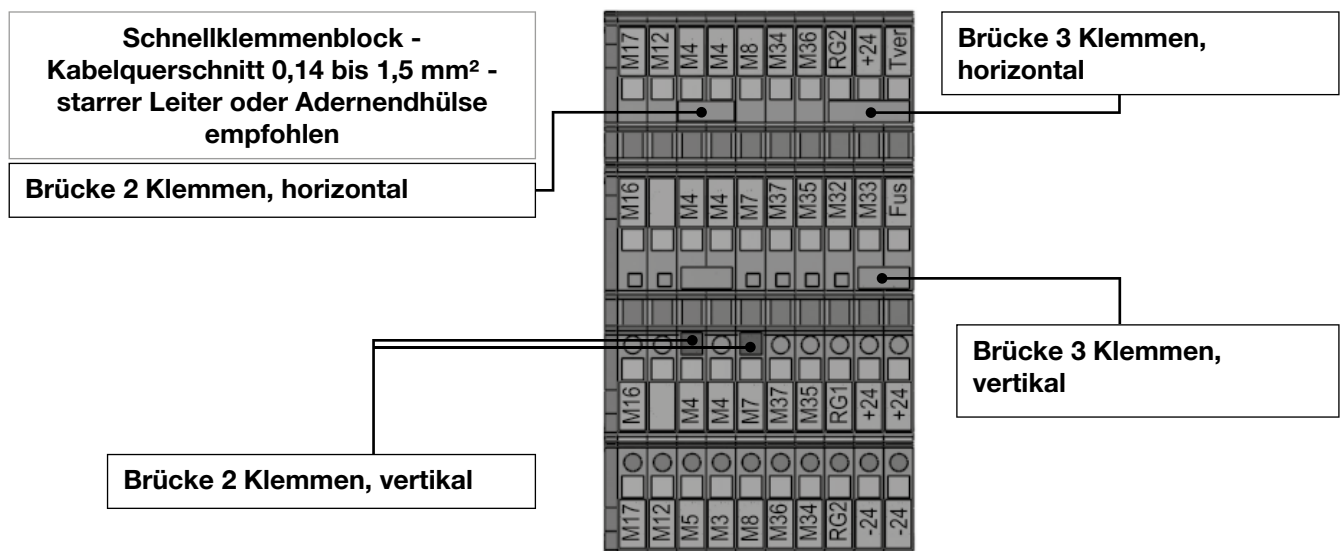 Schnellklemmenblock -
Kabelquerschnitt 0,14 bis 1,5 mm² -
starrer Leiter oder Adernendhülse
empfohlen
Brücke 2 Klemmen, horizontal
M17 M12 M4 M4 M8 M34 M36 RG2 +24 Tver
Brücke 3 Klemmen,
horizontal
M16 M4 M4 M7 M37 M35 M32 M33 Fus
Brücke 3 Klemmen,
vertikal
M16 M4 M4 M7 M37 M35 RG1 +24 +24
Brücke 2 Klemmen, vertikal
M17 M12 M5 M3 M8 M36 M34 RG2 -24 -24